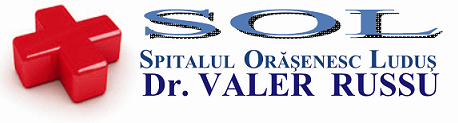 SOL
SPITALUL ORĂȘENESC LUDUȘ
Dr. VALER RUSSU